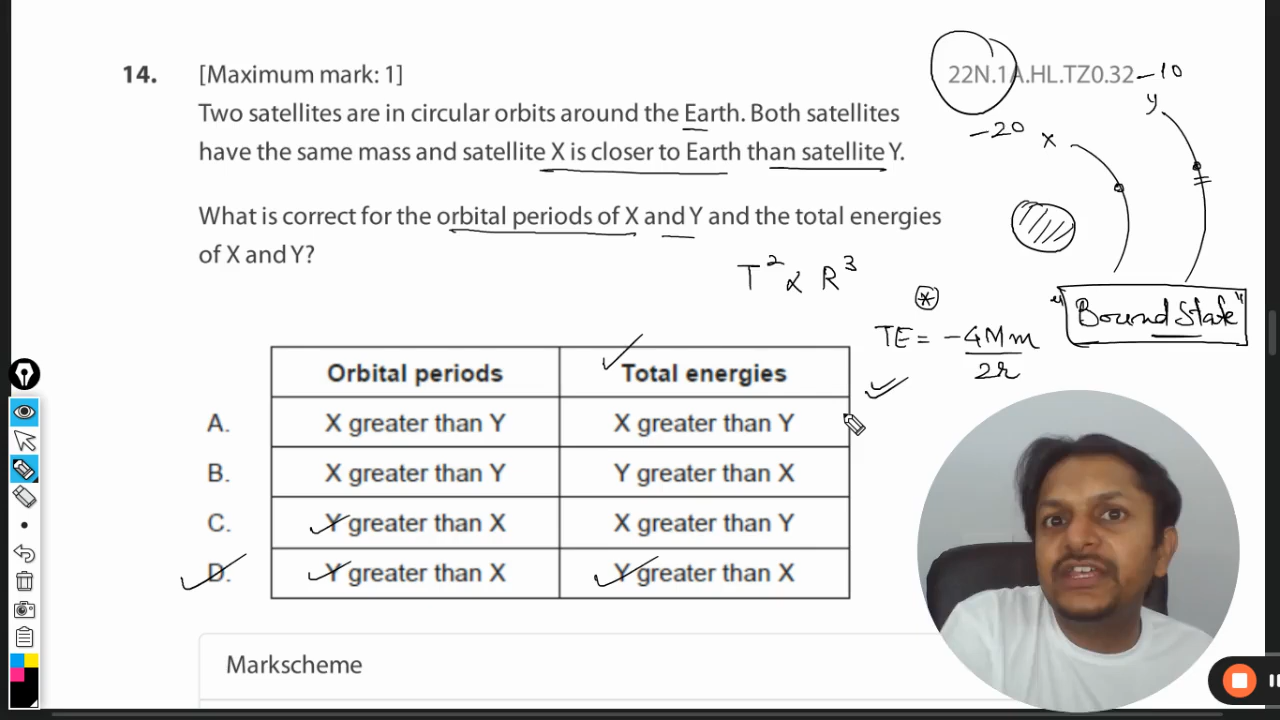 14.
[Maximum mark: 1]
22N.1A.HL.TZ0.32
-10
Two satellites are in circular orbits around the Earth. Both satellites
y
-20 x
have the same mass and satellite X is closer to Earth than satellite Y.
What is correct for the orbital periods of X and Y and the total energies
of X and Y?
T² ∝ R³
"Bound State"
TE = -4Mm
2r
Orbital periods Total energies
A. X greater than Y X greater than Y
B. X greater than Y Y greater than X
C. Y greater than X X greater than Y
D. Y greater than X Y greater than X
Markscheme